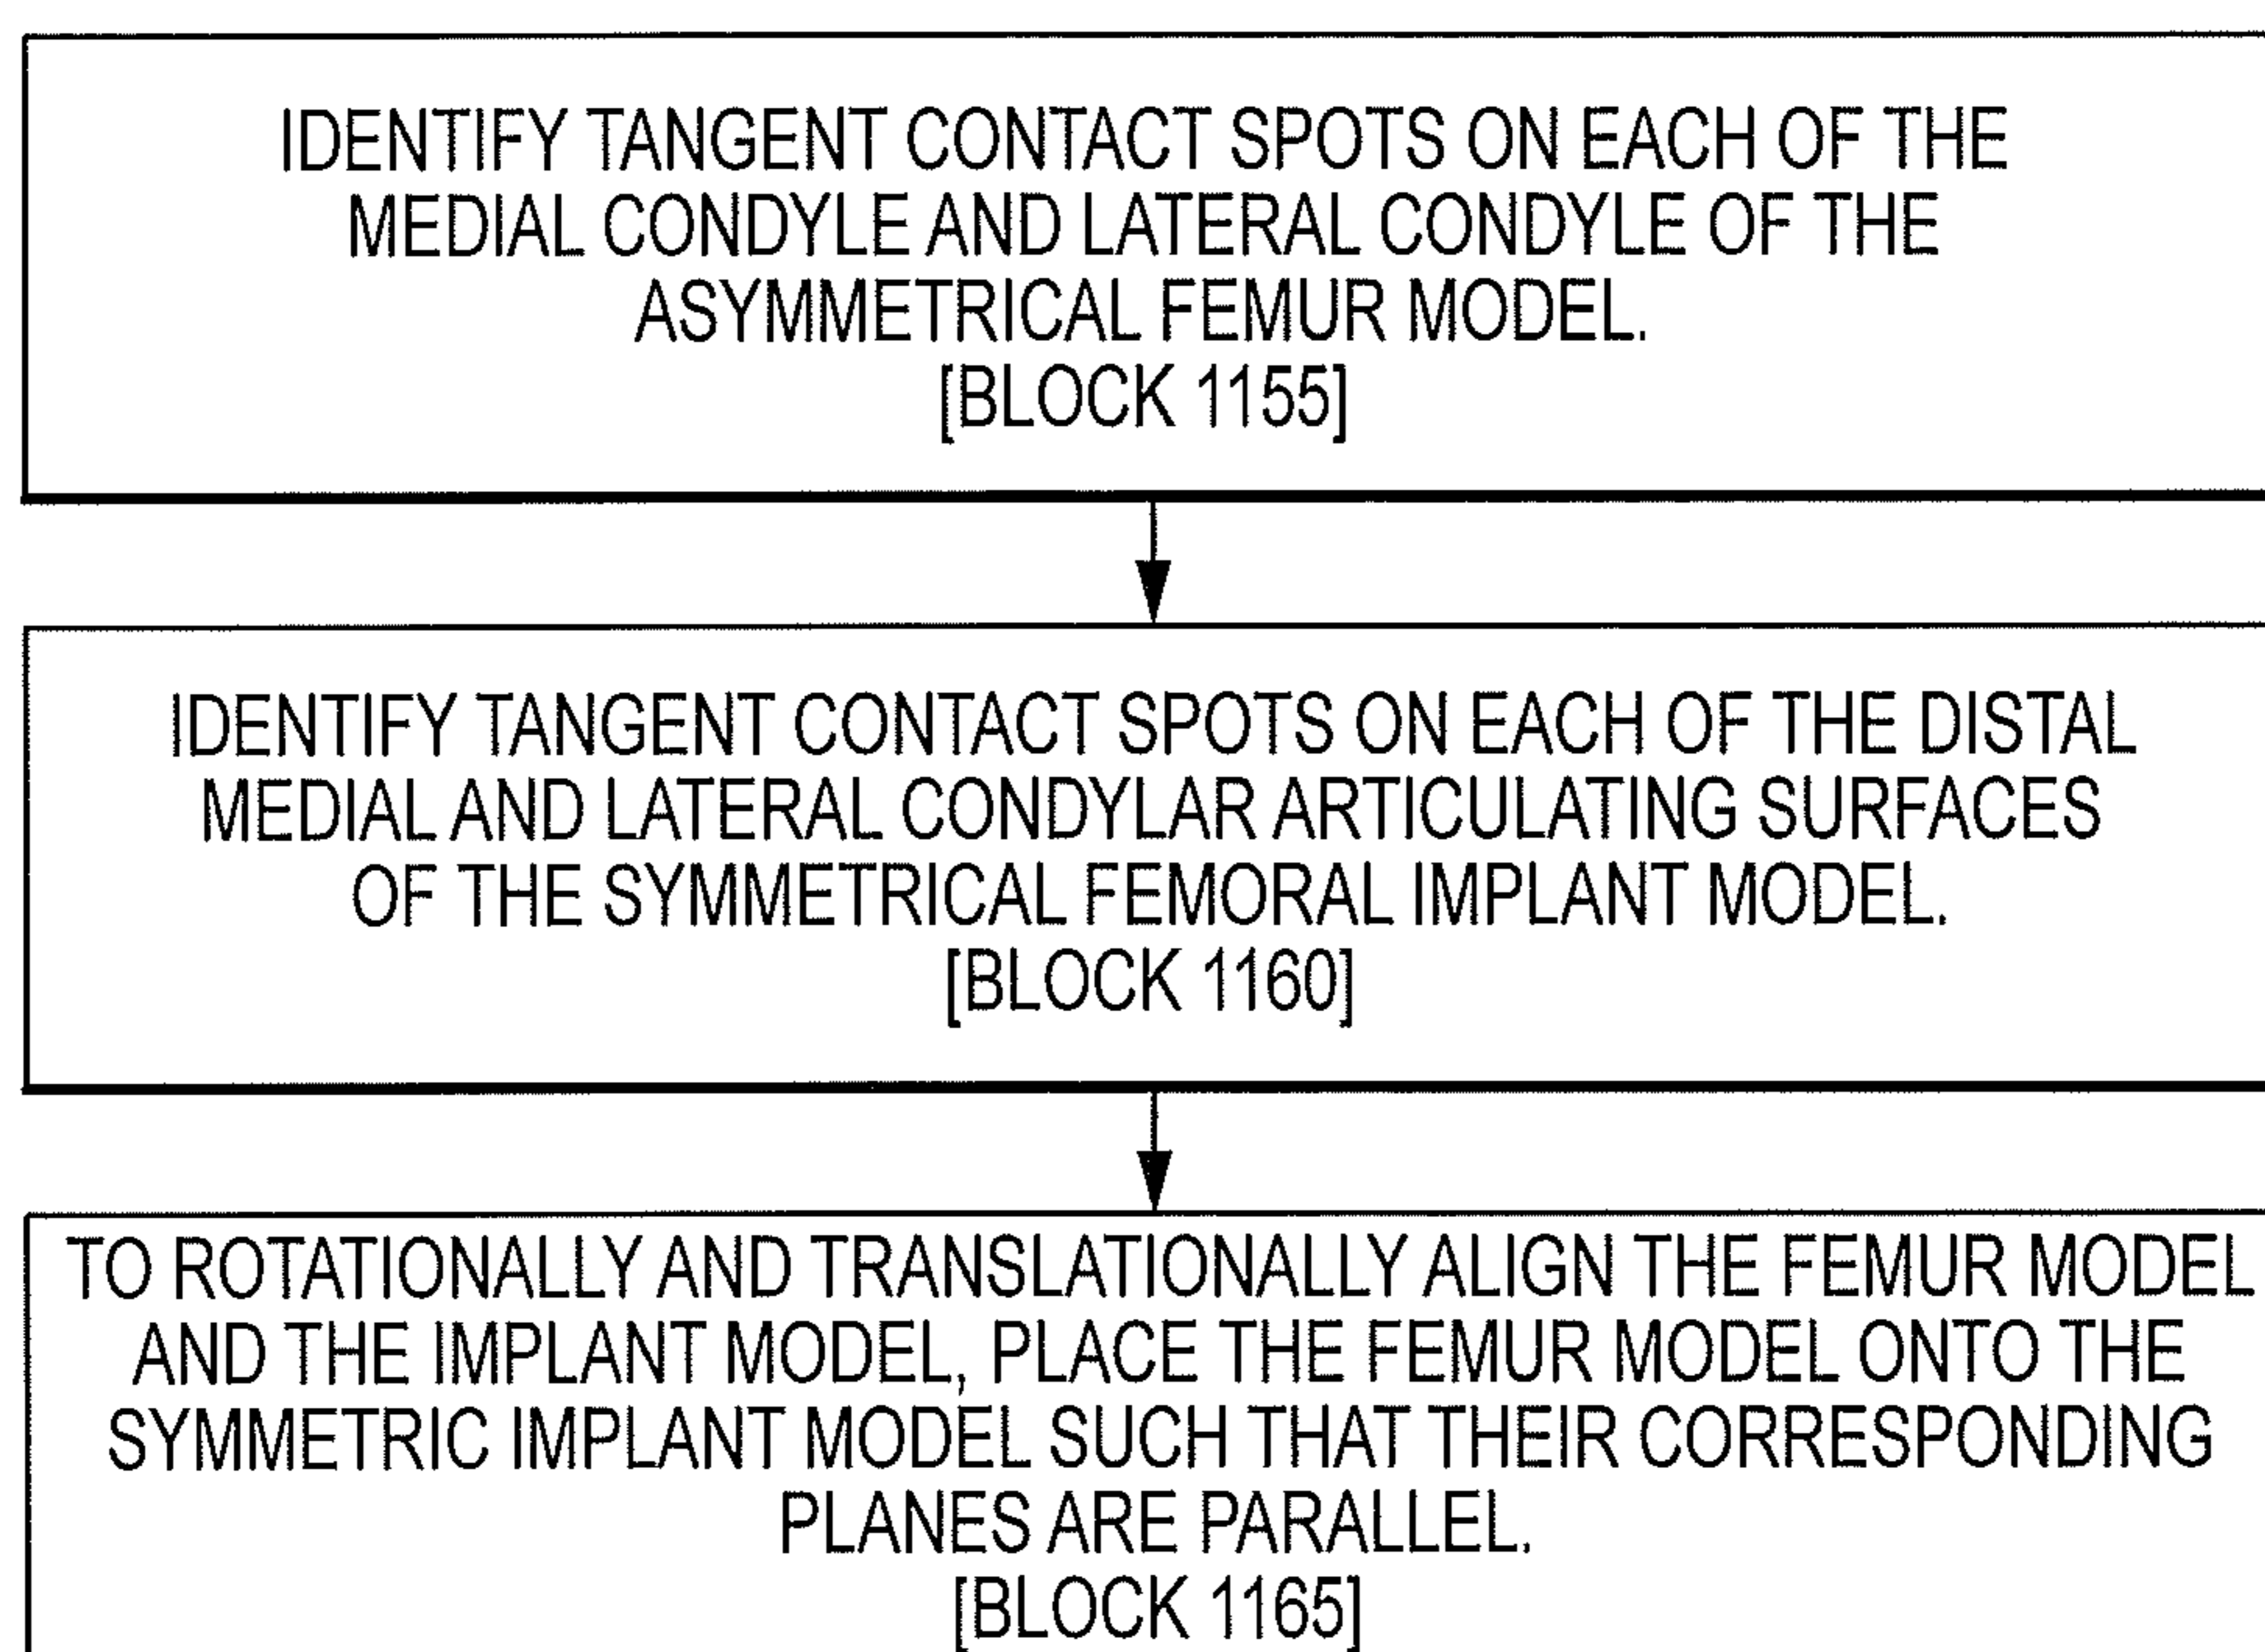 IDENTIFY TANGENT CONTACT SPOTS ON EACH OF THE
MEDIAL CONDYLE AND LATERAL CONDYLE OF THE
ASYMMETRICAL FEMUR MODEL.
[BLOCK 1155]
IDENTIFY TANGENT CONTACT SPOTS ON EACH OF THE DISTAL
MEDIAL AND LATERAL CONDYLAR ARTICULATING SURFACES
OF THE SYMMETRICAL FEMORAL IMPLANT MODEL.
[BLOCK 1160]
TO ROTATIONALLY AND TRANSLATIONALLY ALIGN THE FEMUR MODEL
AND THE IMPLANT MODEL, PLACE THE FEMUR MODEL ONTO THE
SYMMETRIC IMPLANT MODEL SUCH THAT THEIR CORRESPONDING
PLANES ARE PARALLEL.
[BLOCK 1165]